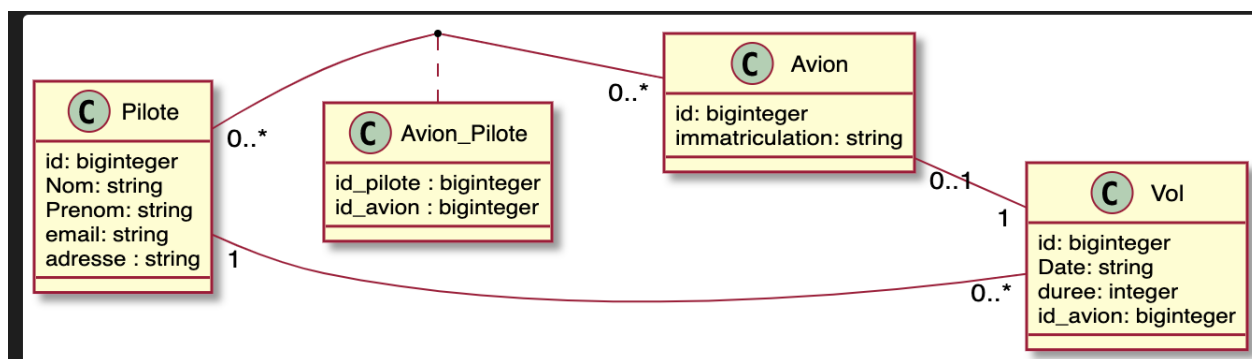 C Pilote
id: biginteger
Nom: string
Prenom: string
email: string
adresse : string
0..*
1
C Avion_Pilote
id_pilote : biginteger
id_avion : biginteger
C Avion
id: biginteger
immatriculation: string
0..*
0..1
1
C Vol
id: biginteger
Date: string
duree: integer
id_avion: biginteger
0..*